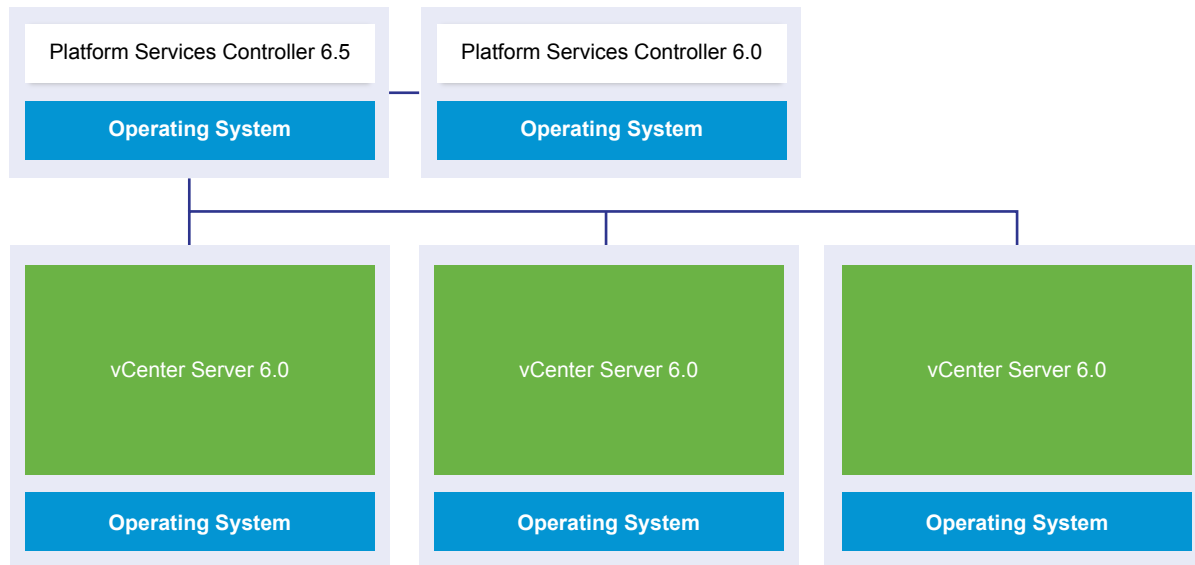 Platform Services Controller 6.5
Platform Services Controller 6.0
Operating System
Operating System
vCenter Server 6.0
vCenter Server 6.0
vCenter Server 6.0
Operating System
Operating System
Operating System